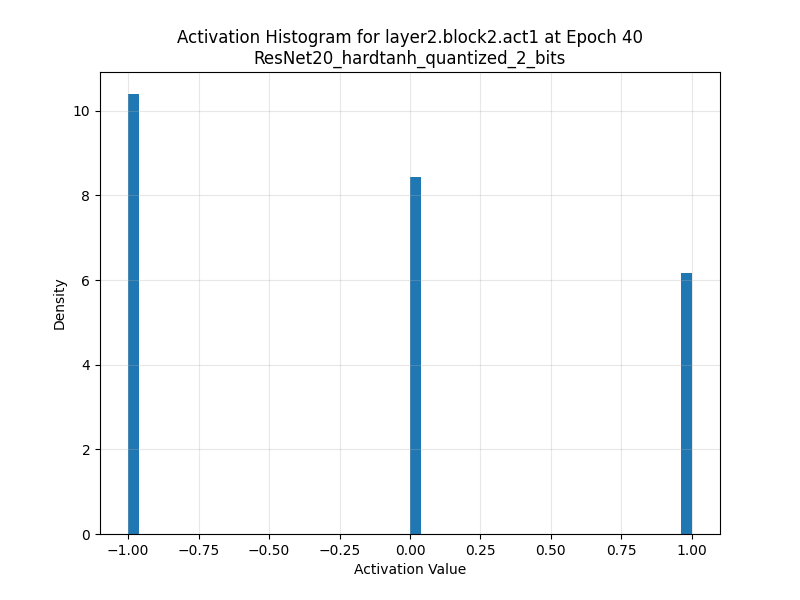 Activation Histogram for layer2.block2.act1 at Epoch 40
ResNet20_hardtanh_quantized_2_bits
Density
10
8
6
4
2
0
−1.00 −0.75 −0.50 −0.25 0.00 0.25 0.50 0.75 1.00
Activation Value